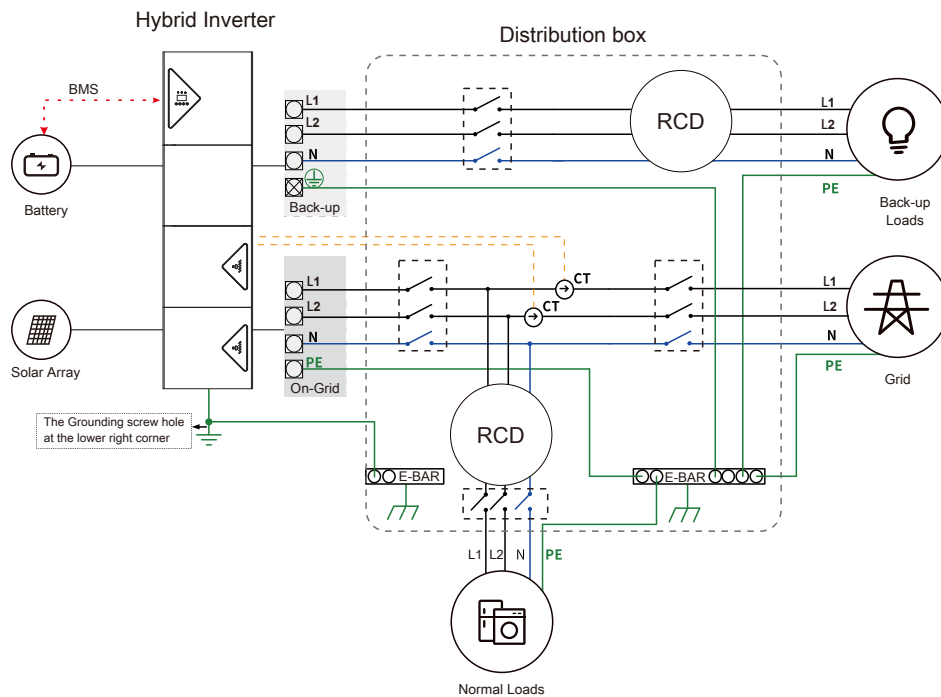 Hybrid Inverter
Distribution box
BMS
L1
L2
N
Back-up
RCD
L1
L2
N
PE
Battery
Back-up
Loads
CT
CT
L1
L2
N
PE
On-Grid
L1
L2
N
PE
Solar Array
Grid
The Grounding screw hole
at the lower right corner
RCD
E-BAR
E-BAR
L1
L2
N
PE
Normal Loads